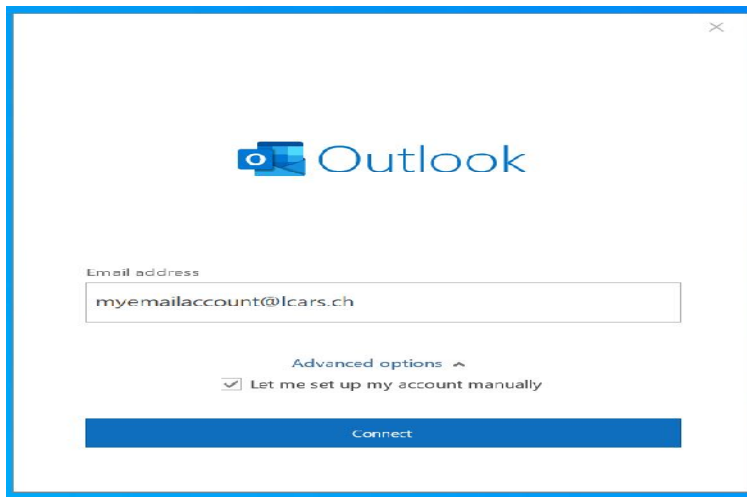 Outlook
Email address
myemailaccount@lcars.ch
Advanced options
Let me set up my account manually
Connect